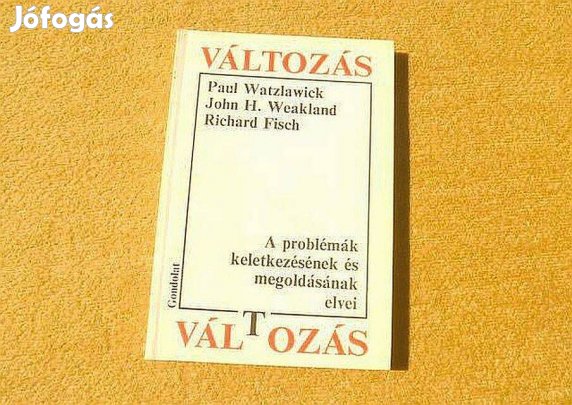 Jófogás
VÁLTOZÁS
Paul Watzlawick
John H. Weakland
Richard Fisch
A problémák
keletkezésének és
megoldásának
elvei
Gondolat
VÁLTOZÁS